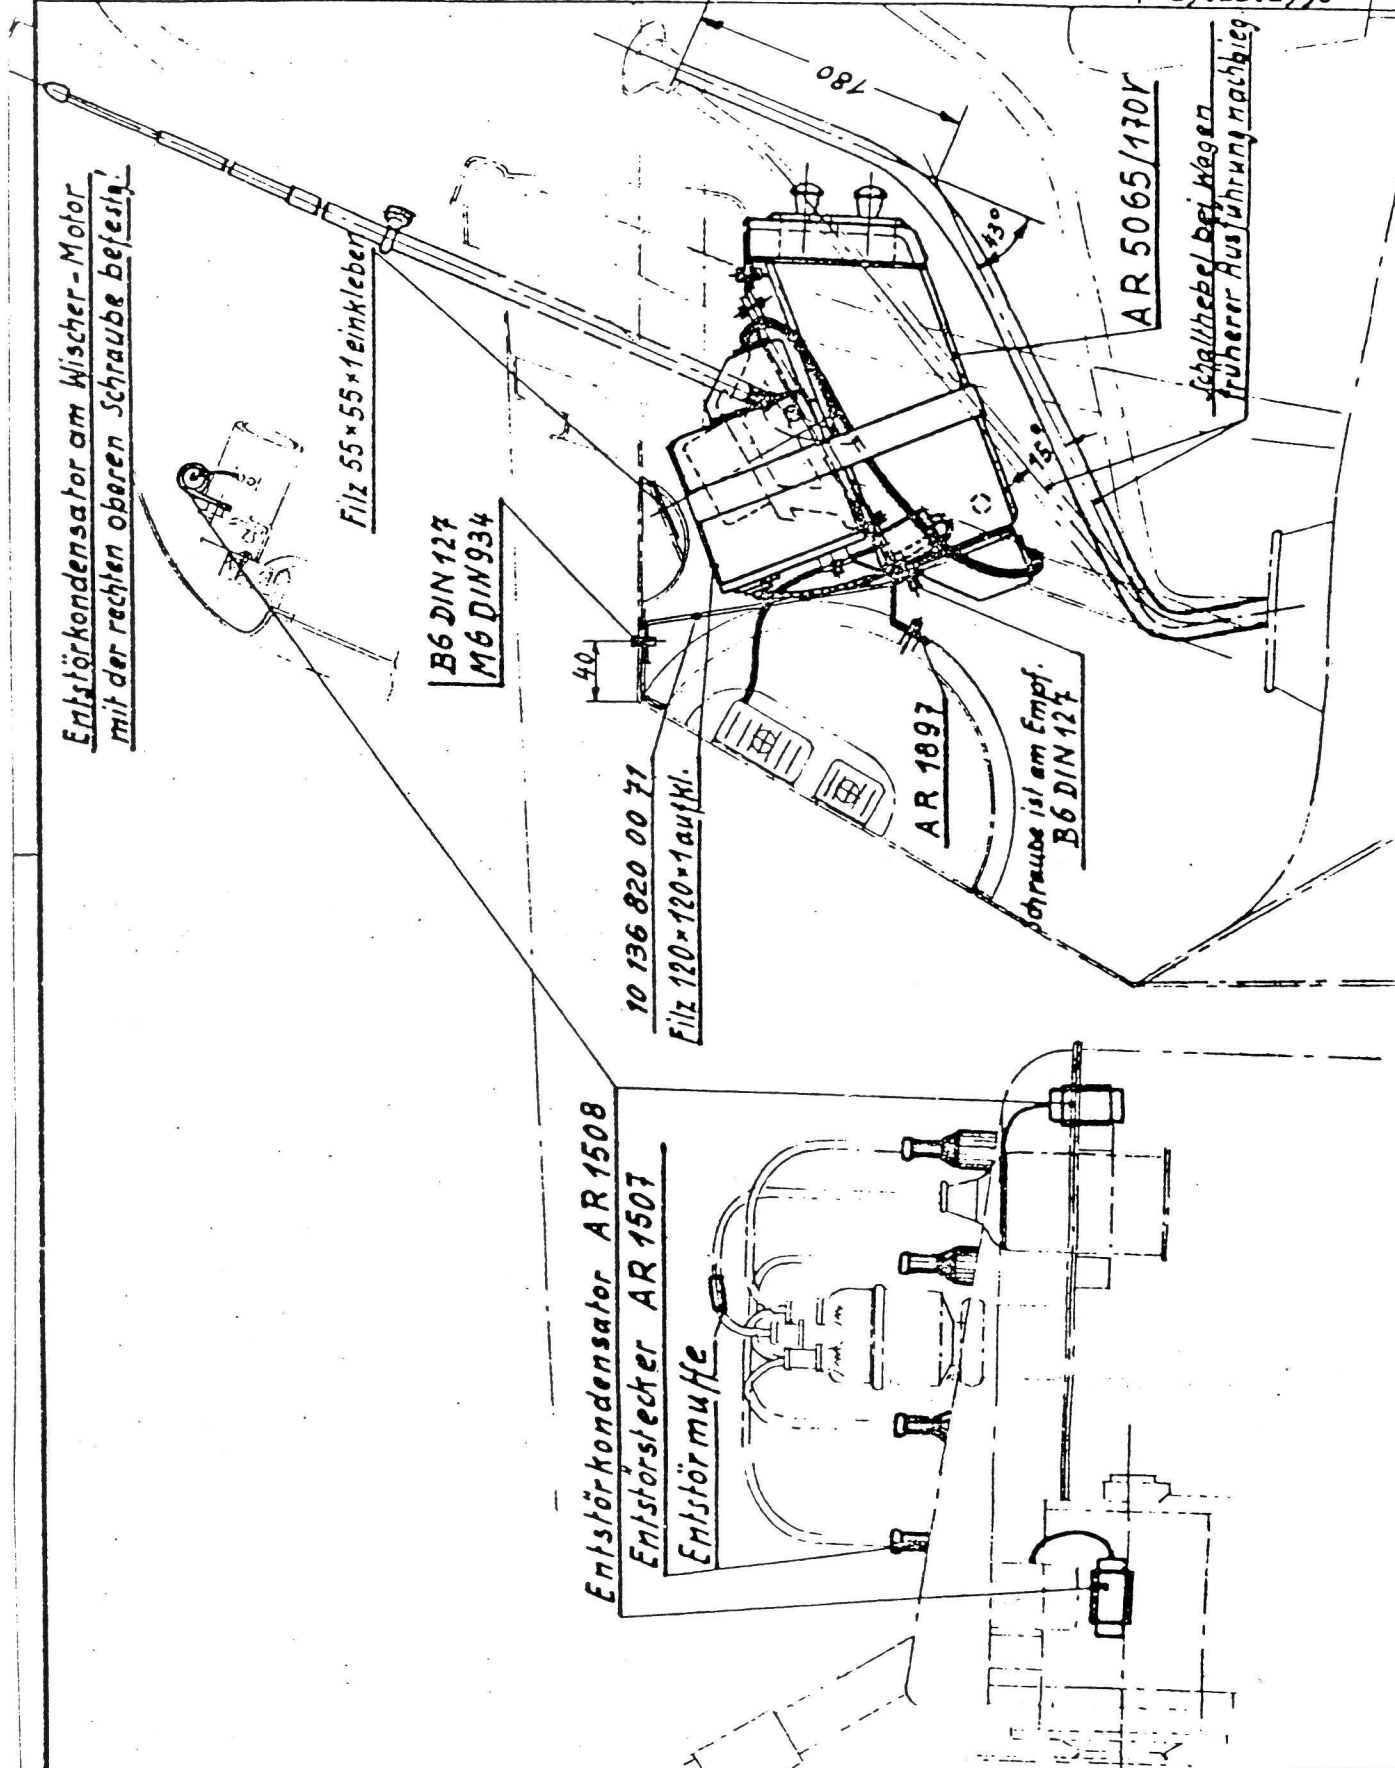 Entstörkondensator am Wischer-Motor
mit der rechten oberen Schraube befestig.
Filz 55×55×1 einkleben
B6 DIN 127
M6 DIN 934
40
10 136 820 00 71
Filz 120×120×1 aufkl.
AR 1897
Schraube ist am Empf.
B6 DIN 127
180
43°
15°
AR 5065/170V
Schalthebel bei Wagen
früherer Ausführung nachbieg
Entstörkondensator AR 1508
Entstörstecker AR 1507
Entstörmuffe